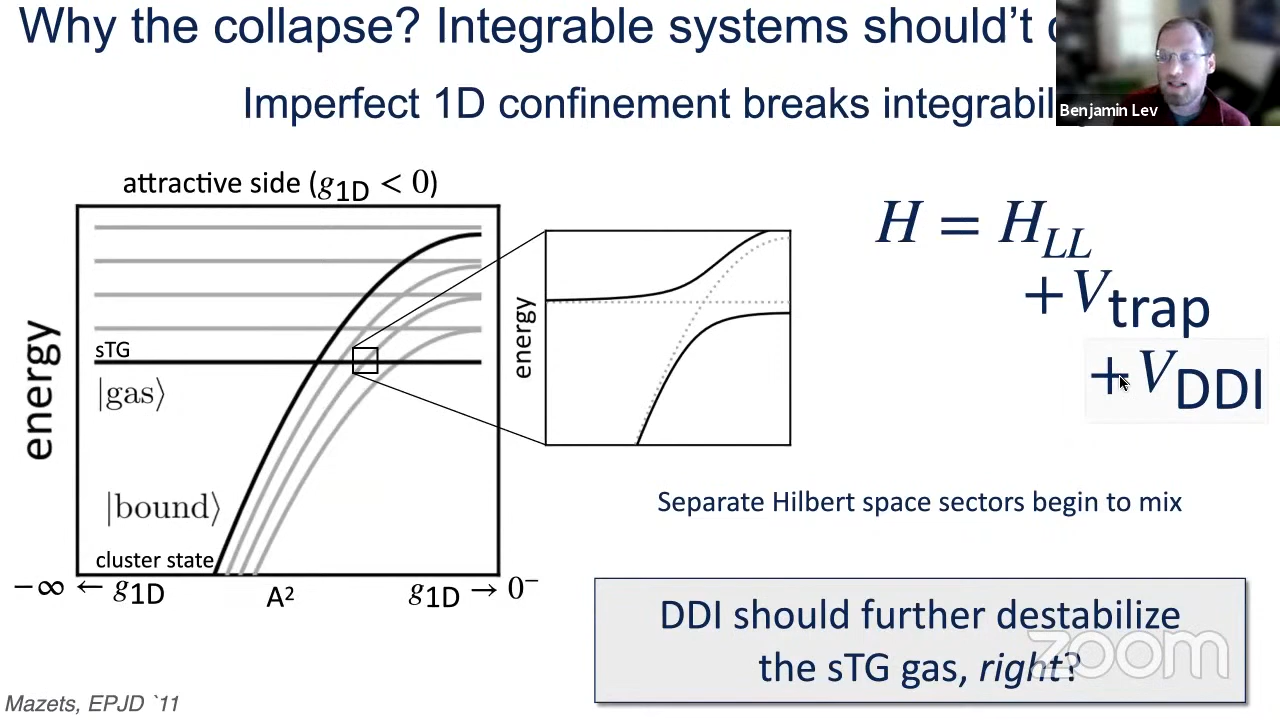 Why the collapse? Integrable systems should't
Imperfect 1D confinement breaks
Benjamin Lev
attractive side (g1D < 0)
energy
sTG
|gas⟩
|bound⟩
cluster state
−∞ ← g1D
A²
g1D → 0⁻
energy
H = H_LL
+V_trap
+V_DDI
Separate Hilbert space sectors begin to mix
DDI should further destabilize
the sTG gas, right?
zoom
Mazets, EPJD `11